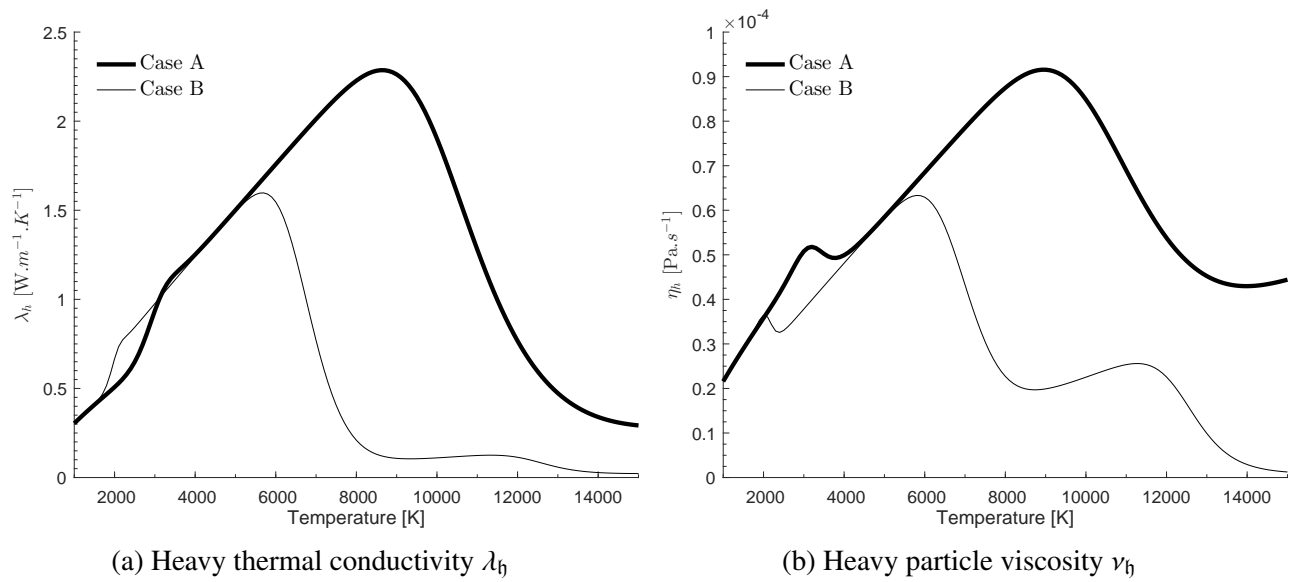 2.5
2
1.5
1
0.5
0
2000 4000 6000 8000 10000 12000 14000
Temperature [K]
λ_h [W.m⁻¹.K⁻¹]
Case A
Case B
(a) Heavy thermal conductivity λ_𝔥
×10⁻⁴
1
0.9
0.8
0.7
0.6
0.5
0.4
0.3
0.2
0.1
0
2000 4000 6000 8000 10000 12000 14000
Temperature [K]
η_h [Pa.s⁻¹]
Case A
Case B
(b) Heavy particle viscosity ν_𝔥